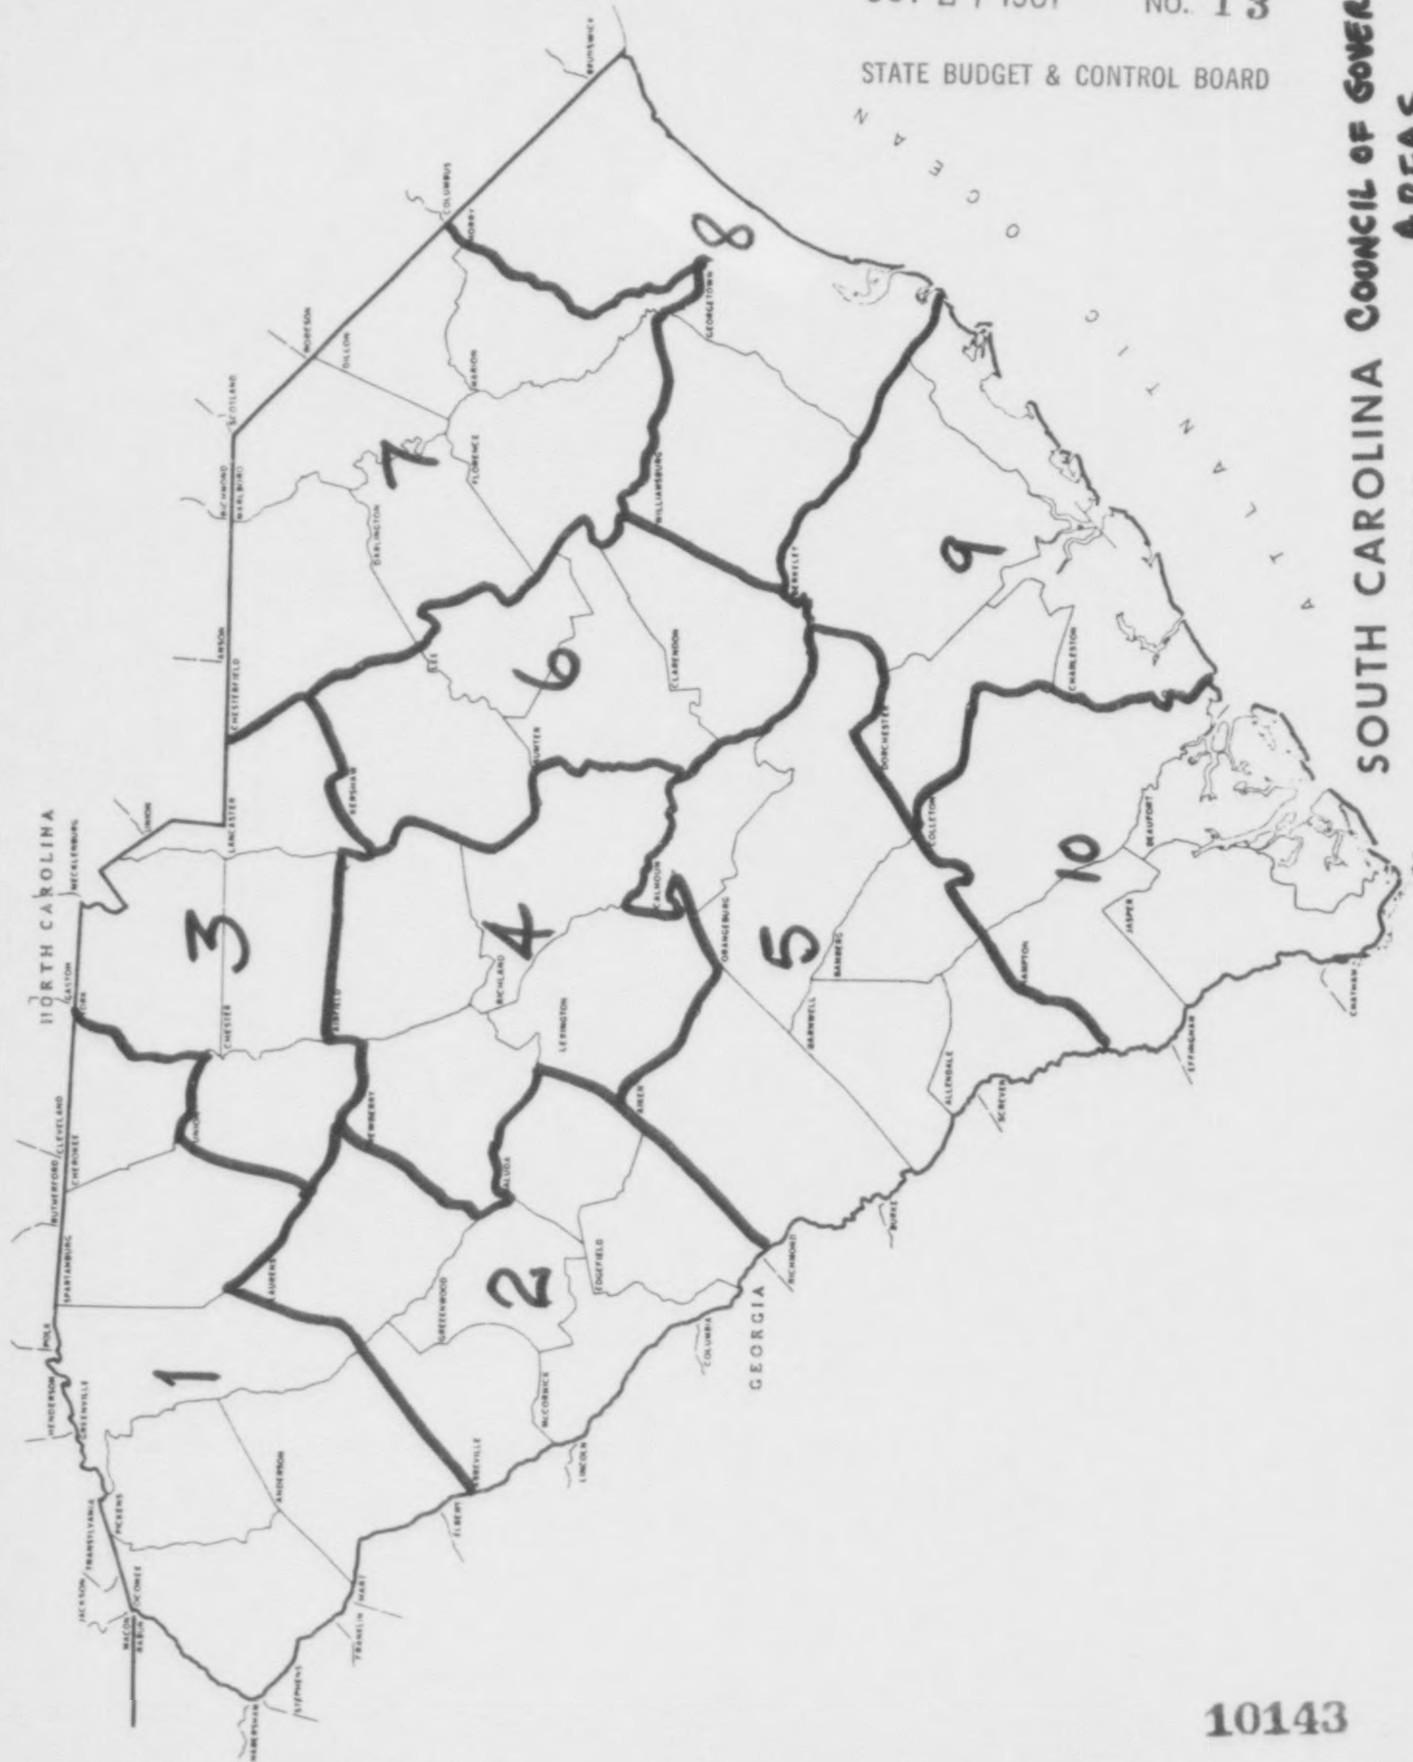 NO. 13
STATE BUDGET & CONTROL BOARD
SOUTH CAROLINA COUNCIL OF
AREAS
NORTH CAROLINA
GEORGIA
ATLANTIC OCEAN
HENDERSON
POLK
RUTHERFORD
CLEVELAND
GASTON
MECKLENBURG
UNION
ANSON
RICHMOND
SCOTLAND
ROBESON
COLUMBUS
BRUNSWICK
JACKSON
TRANSYLVANIA
MACON
RABUN
HABERSHAM
STEPHENS
FRANKLIN
HART
ELBERT
LINCOLN
COLUMBIA
RICHMOND
BURKE
SCREVEN
EFFINGHAM
CHATHAM
OCONEE
PICKENS
GREENVILLE
ANDERSON
SPARTANBURG
CHEROKEE
YORK
UNION
CHESTER
LANCASTER
CHESTERFIELD
MARLBORO
DILLON
HORRY
MARION
FLORENCE
DARLINGTON
LEE
KERSHAW
FAIRFIELD
NEWBERRY
LAURENS
ABBEVILLE
GREENWOOD
MCCORMICK
EDGEFIELD
SALUDA
LEXINGTON
RICHLAND
SUMTER
CLARENDON
WILLIAMSBURG
GEORGETOWN
BERKELEY
CALHOUN
ORANGEBURG
AIKEN
BARNWELL
BAMBERG
ALLENDALE
DORCHESTER
COLLETON
CHARLESTON
HAMPTON
JASPER
BEAUFORT
1
2
3
4
5
6
7
8
9
10
10143